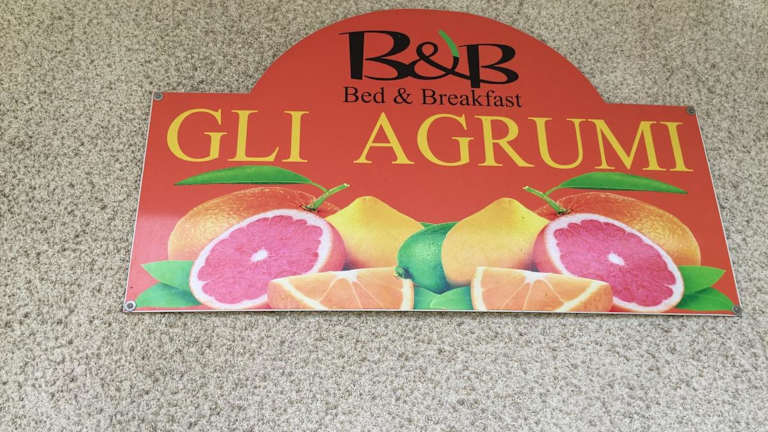 B&B
Bed & Breakfast
GLI AGRUMI